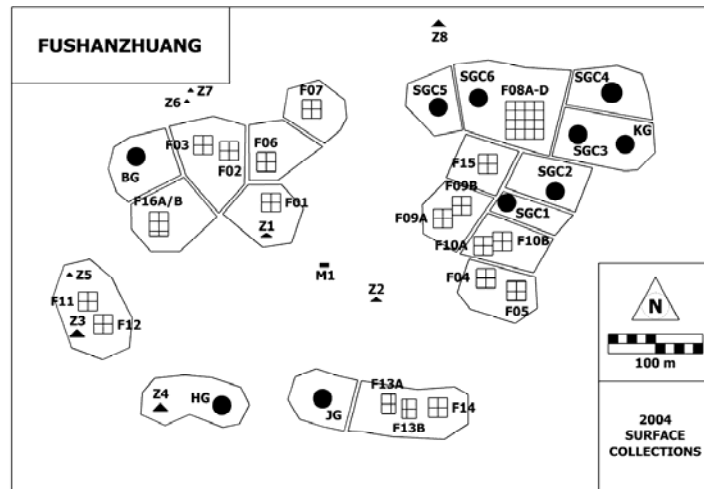 FUSHANZHUANG
Z8
Z7
Z6
F07
SGC6
SGC4
SGC5
F08A-D
F03
F06
F02
BG
KG
SGC3
F15
SGC2
F16A/B
F01
F09B
F09A
SGC1
Z1
F10A
F10B
M1
Z5
Z2
F04
F05
F11
Z3
F12
N
100 m
Z4
HG
F13A
JG
F14
F13B
2004
SURFACE
COLLECTIONS